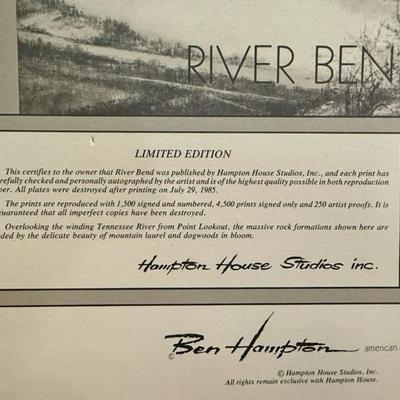 RIVER BEN
LIMITED EDITION
This certifies to the owner that River Bend was published by Hampton House Studios, Inc., and each print has
refully checked and personally autographed by the artist and is of the highest quality possible in both reproduction
per. All plates were destroyed after printing on July 29, 1985.
The prints are reproduced with 1,500 signed and numbered, 4,500 prints signed only and 250 artist proofs. It is
guaranteed that all imperfect copies have been destroyed.
Overlooking the winding Tennessee River from Point Lookout, the massive rock formations shown here are
ded by the delicate beauty of mountain laurel and dogwoods in bloom.
Hampton House Studios inc.
© Ben Hampton american
© Hampton House Studios, Inc.
All rights remain exclusive with Hampton House.